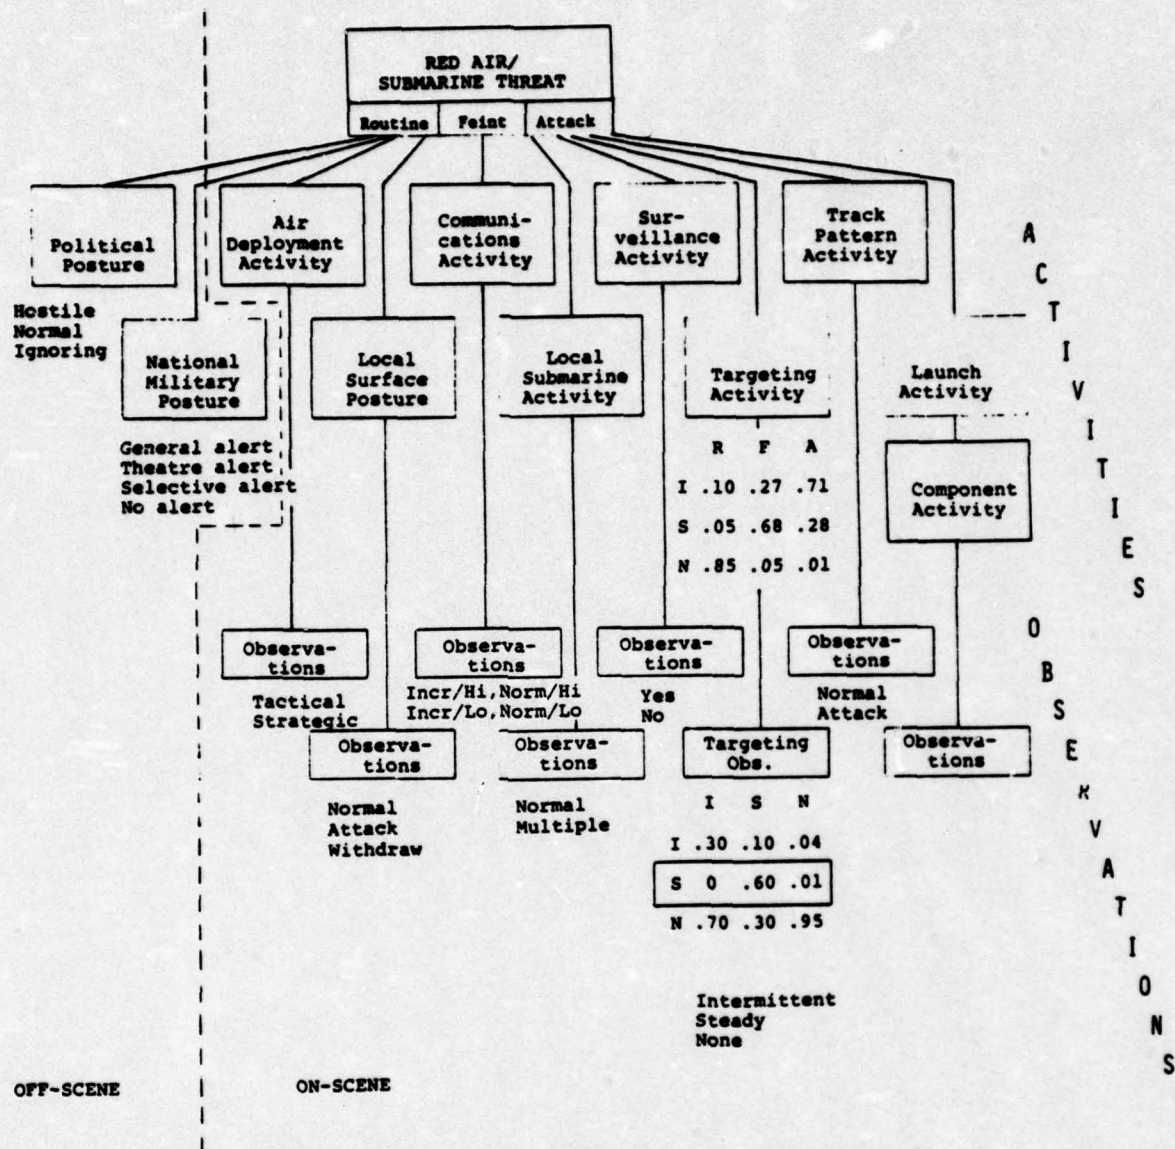 RED AIR/
SUBMARINE THREAT
Routine Feint Attack
Political
Posture
Air
Deployment
Activity
Communi-
cations
Activity
Sur-
veillance
Activity
Track
Pattern
Activity
Hostile
Normal
Ignoring
National
Military
Posture
Local
Surface
Posture
Local
Submarine
Activity
Targeting
Activity
Launch
Activity
General alert
Theatre alert
Selective alert
No alert
R F A
I .10 .27 .71
S .05 .68 .28
N .85 .05 .01
Component
Activity
Observa-
tions
Tactical
Strategic
Observa-
tions
Incr/Hi,Norm/Hi
Incr/Lo,Norm/Lo
Observa-
tions
Yes
No
Observa-
tions
Normal
Attack
Observa-
tions
Normal
Attack
Withdraw
Observa-
tions
Normal
Multiple
Targeting
Obs.
I S N
I .30 .10 .04
S 0 .60 .01
N .70 .30 .95
Intermittent
Steady
None
Observa-
tions
ACTIVITIES
OBSERVATIONS
OFF-SCENE
ON-SCENE